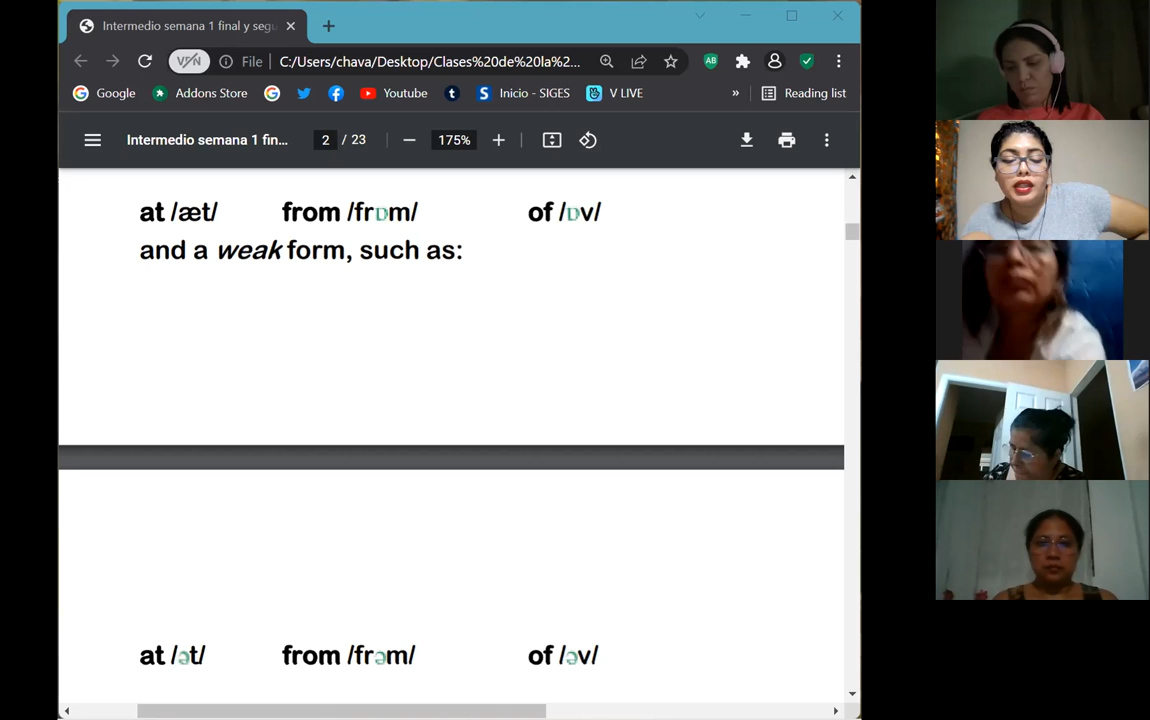 Intermedio semana 1 final y segu
VPN File C:/Users/chava/Desktop/Clases%20de%20la%2...
Google Addons Store Inicio - SIGES Youtube V LIVE » Reading list
Intermedio semana 1 fin... 2 / 23 175%
at /æt/ from /frɒm/ of /ɒv/
and a weak form, such as:
at /ət/ from /frəm/ of /əv/